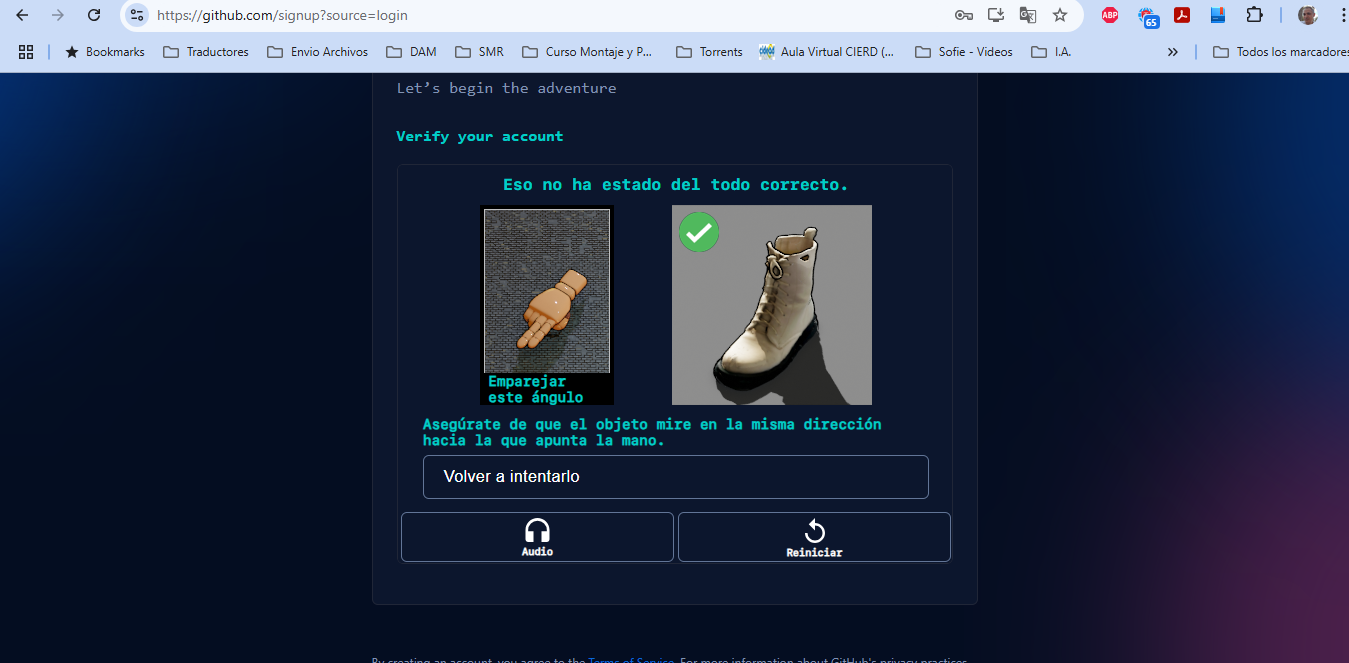 https://github.com/signup?source=login
ABP
65
Bookmarks
Traductores
Envio Archivos
DAM
SMR
Curso Montaje y P...
Torrents
Aula Virtual CIERD (...
Sofie - Videos
I.A.
»
Todos los marcadores
Let’s begin the adventure
Verify your account
Eso no ha estado del todo correcto.
Emparejar
este ángulo
Asegúrate de que el objeto mire en la misma dirección
hacia la que apunta la mano.
Volver a intentarlo
Audio
Reiniciar
By creating an account, you agree to the Terms of Service. For more information about GitHub's privacy practices,